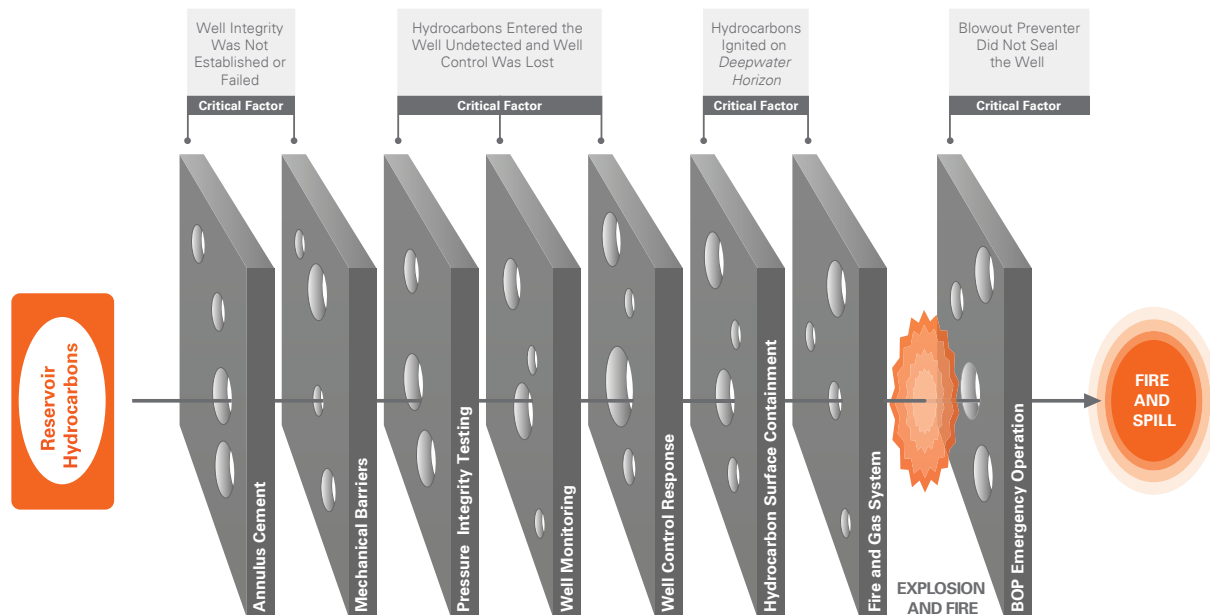 Well Integrity
Was Not
Established or
Failed
Critical Factor
Hydrocarbons Entered the
Well Undetected and Well
Control Was Lost
Critical Factor
Hydrocarbons
Ignited on
Deepwater
Horizon
Critical Factor
Blowout Preventer
Did Not Seal
the Well
Critical Factor
Reservoir
Hydrocarbons
Annulus Cement
Mechanical Barriers
Pressure Integrity Testing
Well Monitoring
Well Control Response
Hydrocarbon Surface Containment
Fire and Gas System
EXPLOSION
AND FIRE
BOP Emergency Operation
FIRE
AND
SPILL